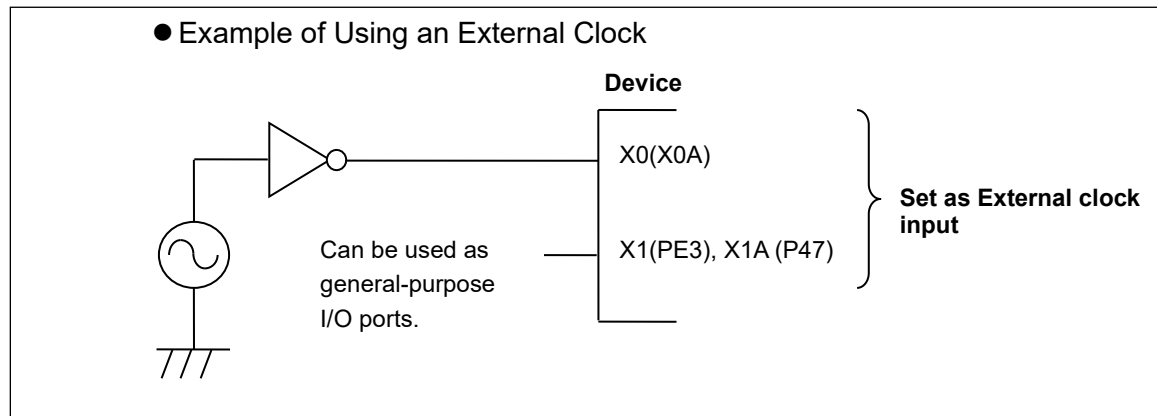 ● Example of Using an External Clock
Device
X0(X0A)
Set as External clock
input
Can be used as
general-purpose
I/O ports.
X1(PE3), X1A (P47)